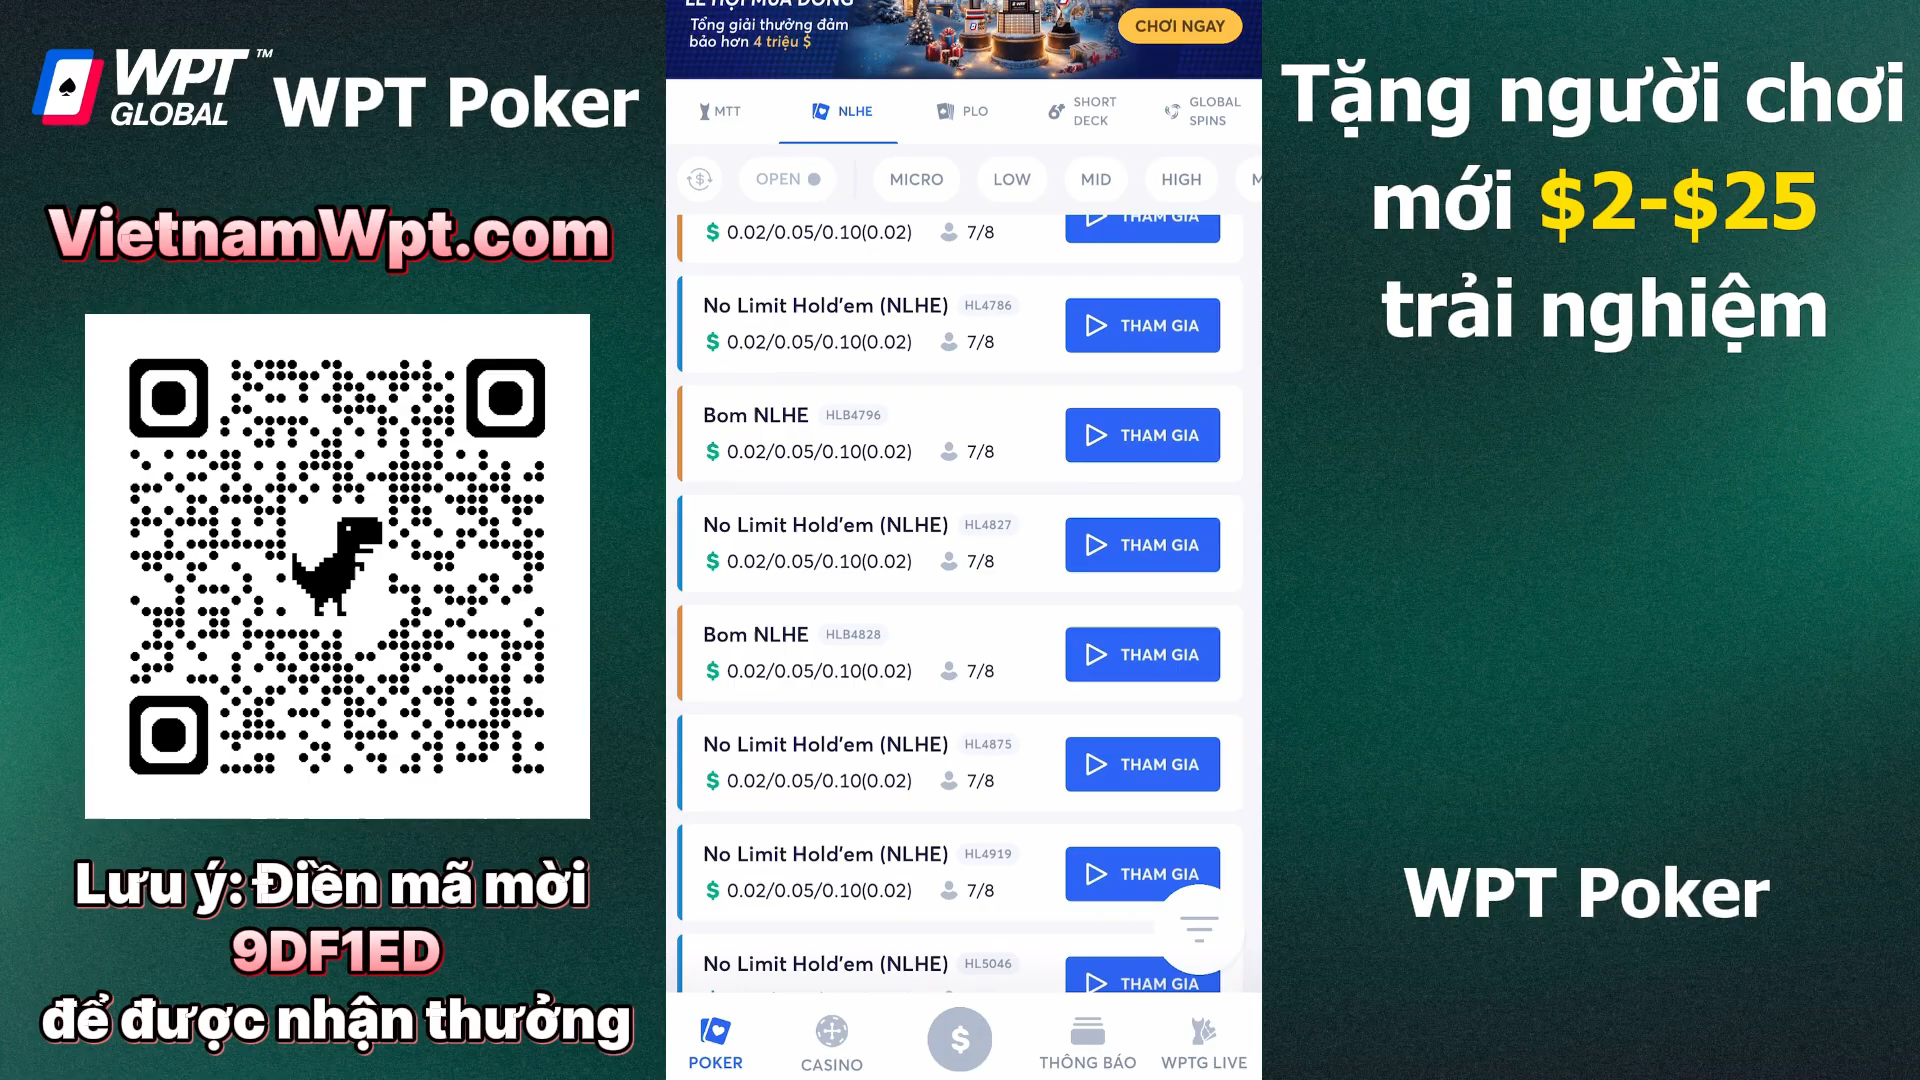 WPT™
GLOBAL
WPT Poker
VietnamWpt.com
Lưu ý: Điền mã mời
9DF1ED
để được nhận thưởng
LỄ HỘI MÙA ĐÔNG
Tổng giải thưởng đảm
bảo hơn 4 triệu $
CHƠI NGAY
MTT
NLHE
PLO
SHORT
DECK
GLOBAL
SPINS
OPEN
MICRO
LOW
MID
HIGH
$ 0.02/0.05/0.10(0.02) 7/8
THAM GIA
No Limit Hold'em (NLHE) HL4786
$ 0.02/0.05/0.10(0.02) 7/8
THAM GIA
Bom NLHE HLB4796
$ 0.02/0.05/0.10(0.02) 7/8
THAM GIA
No Limit Hold'em (NLHE) HL4827
$ 0.02/0.05/0.10(0.02) 7/8
THAM GIA
Bom NLHE HLB4828
$ 0.02/0.05/0.10(0.02) 7/8
THAM GIA
No Limit Hold'em (NLHE) HL4875
$ 0.02/0.05/0.10(0.02) 7/8
THAM GIA
No Limit Hold'em (NLHE) HL4919
$ 0.02/0.05/0.10(0.02) 7/8
THAM GIA
No Limit Hold'em (NLHE) HL5046
THAM GIA
POKER
CASINO
$
THÔNG BÁO
WPTG LIVE
Tặng người chơi
mới $2-$25
trải nghiệm
WPT Poker